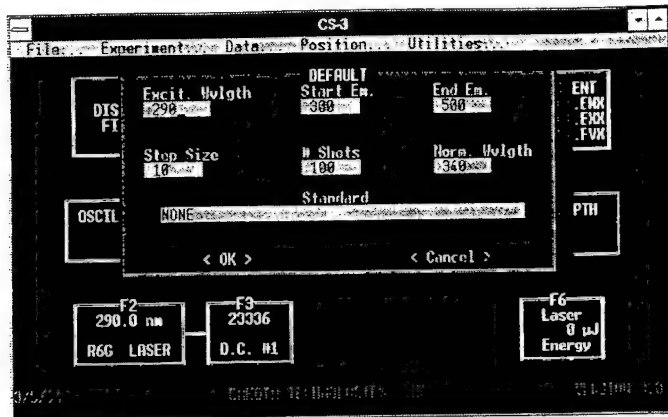 CS-3
File... Experiment... Data... Position... Utilities...
DEFAULT
Excit. Wvlgth Start Em. End Em.
290 300 500
Step Size # Shots Norm. Wvlgth
10 100 340
Standard
NONE
< OK > < Cancel >
DIS
FI
ENT
.EMX
.EXX
.FVX
OSCIL
PTH
F2
290.0 nm
R6G LASER
F3
23336
D.C. #1
F6
Laser
0 µJ
Energy